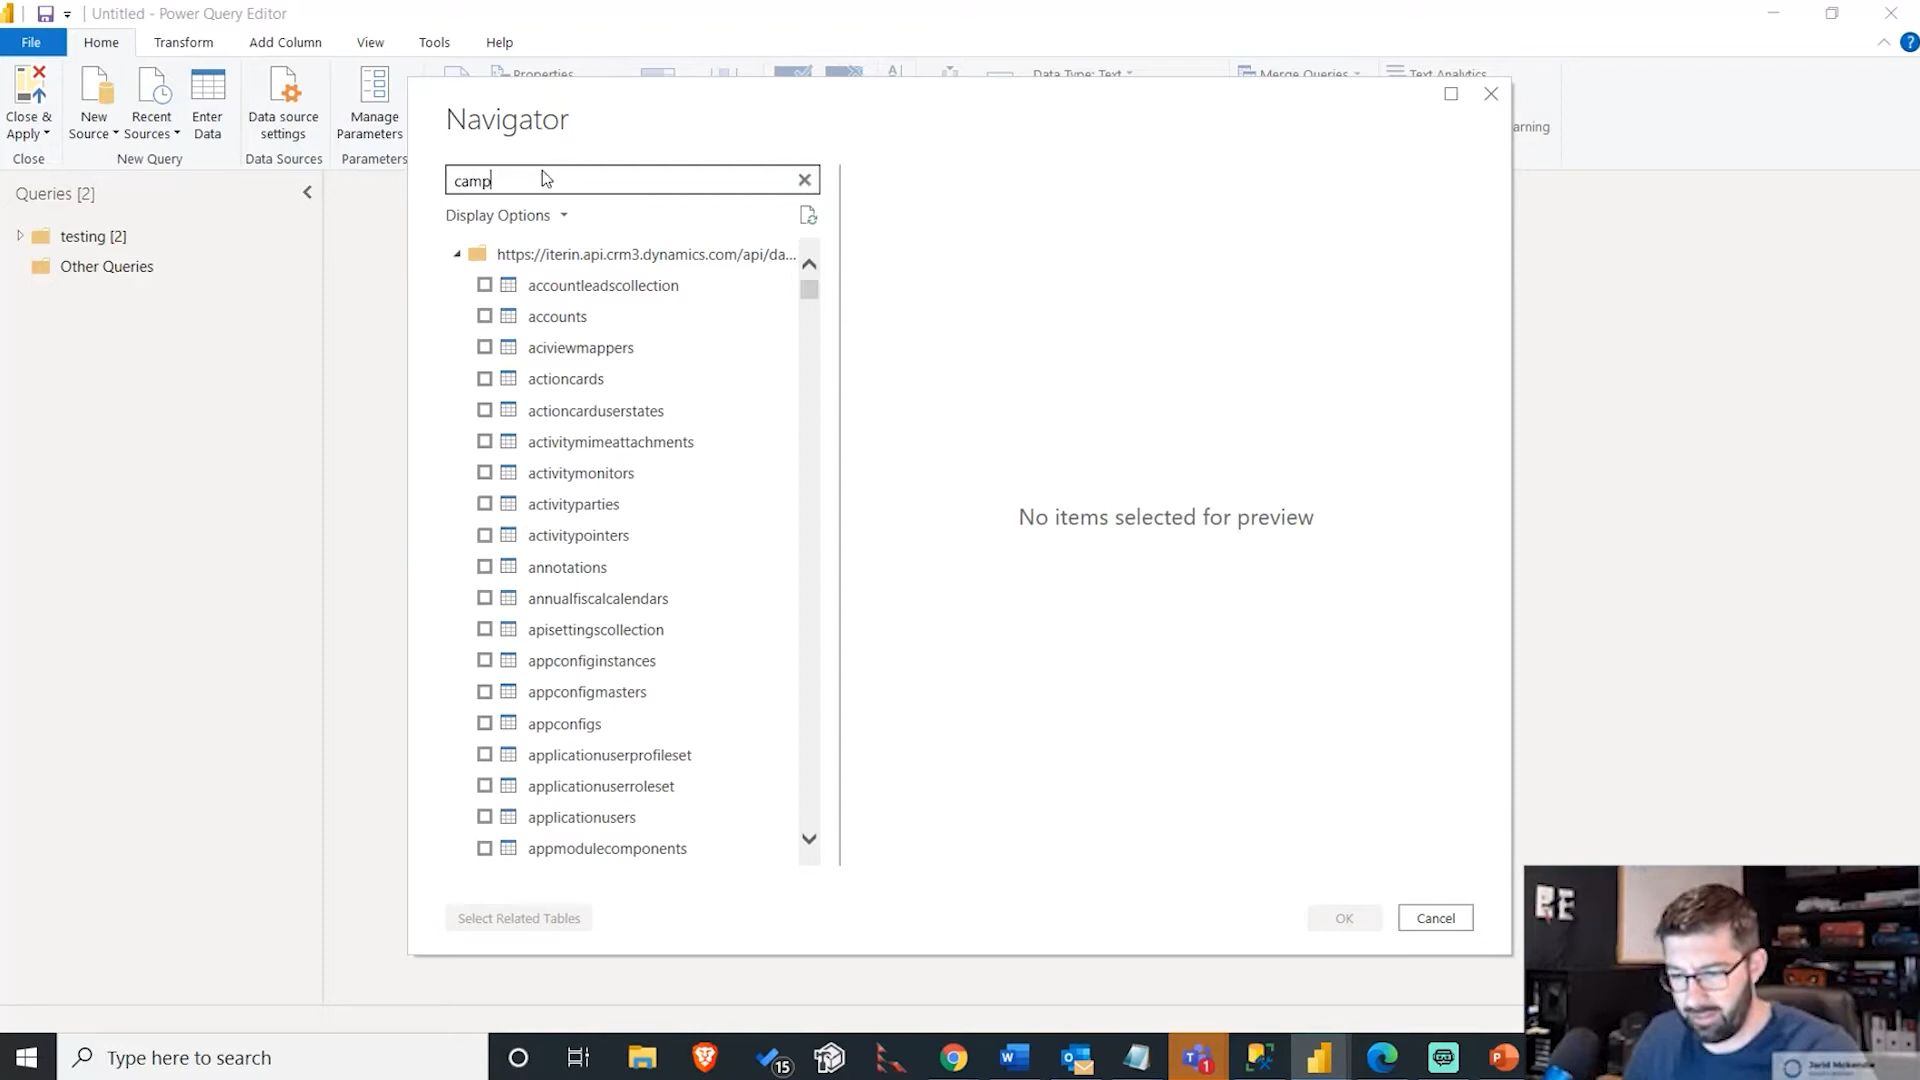 Untitled - Power Query Editor
File Home Transform Add Column View Tools Help
Close & Apply
New Source
Recent Sources
Enter Data
Data source settings
Manage Parameters
Properties
Data Type: Text
Merge Queries
Text Analytics
arning
Close
New Query
Data Sources
Parameters
Queries [2]
testing [2]
Other Queries
Navigator
camp
Display Options
https://iterin.api.crm3.dynamics.com/api/da...
accountleadscollection
accounts
aciviewmappers
actioncards
actioncarduserstates
activitymimeattachments
activitymonitors
activityparties
activitypointers
annotations
annualfiscalcalendars
apisettingscollection
appconfiginstances
appconfigmasters
appconfigs
applicationuserprofileset
applicationuserroleset
applicationusers
appmodulecomponents
No items selected for preview
Select Related Tables
OK
Cancel
Type here to search
15
1